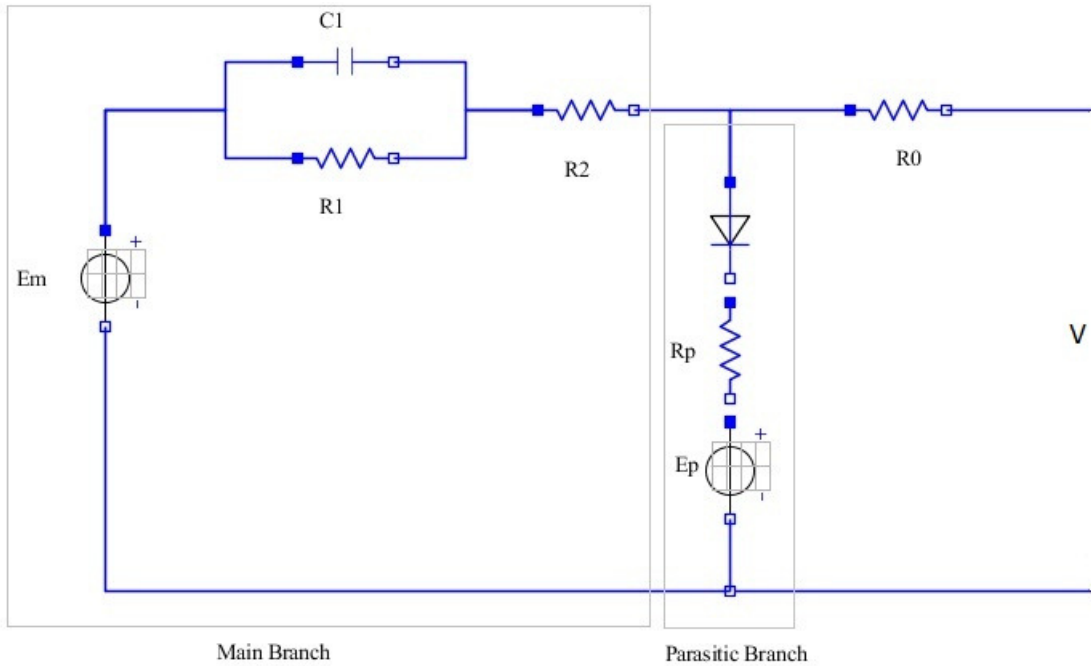 C1
R2
R0
R1
+
Em
-
Rp
V
+
Ep
-
Main Branch
Parasitic Branch